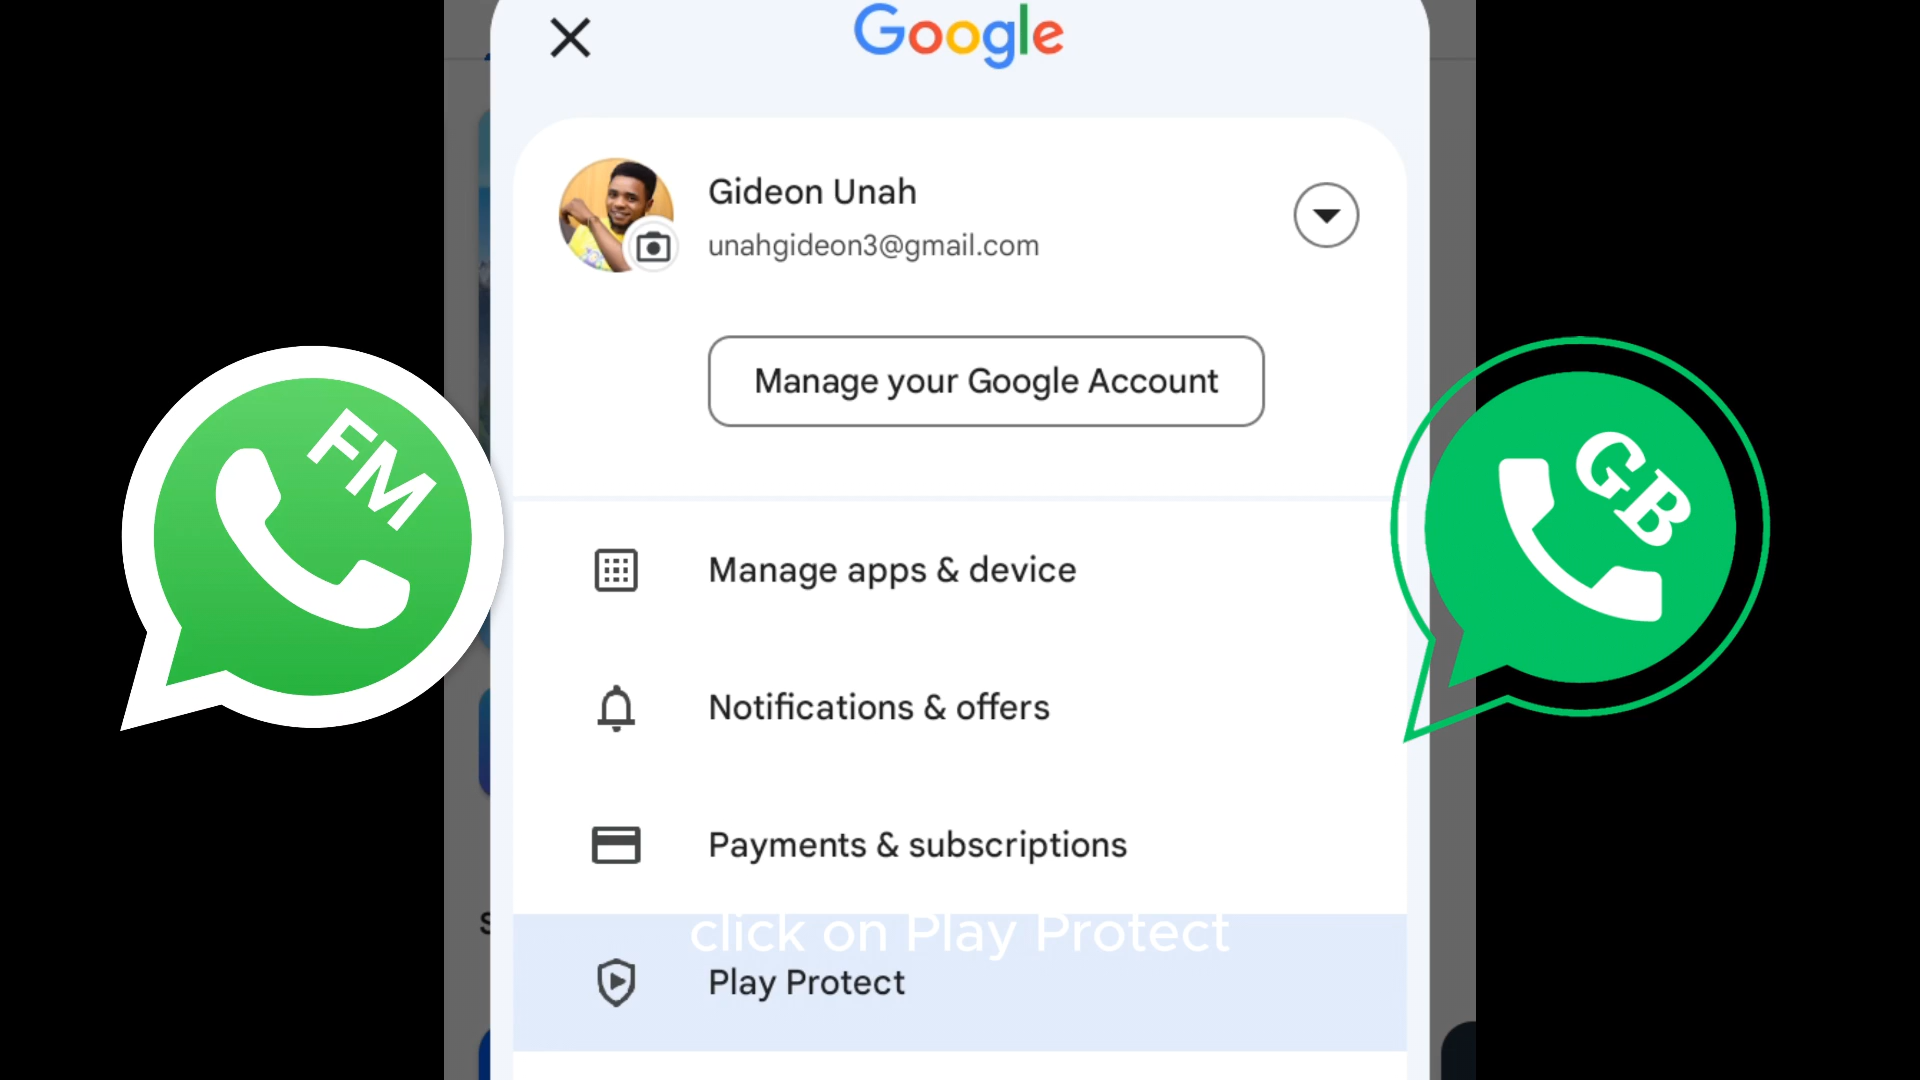 Google
Gideon Unah
unahgideon3@gmail.com
Manage your Google Account
FM
GB
Manage apps & device
Notifications & offers
Payments & subscriptions
S
click on Play Protect
Play Protect